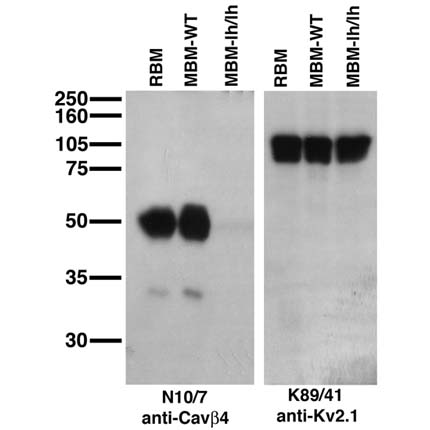 RBM
MBM-WT
MBM-lh/lh
RBM
MBM-WT
MBM-lh/lh
250
160
105
75
50
35
30
N10/7
anti-Cavβ4
K89/41
anti-Kv2.1